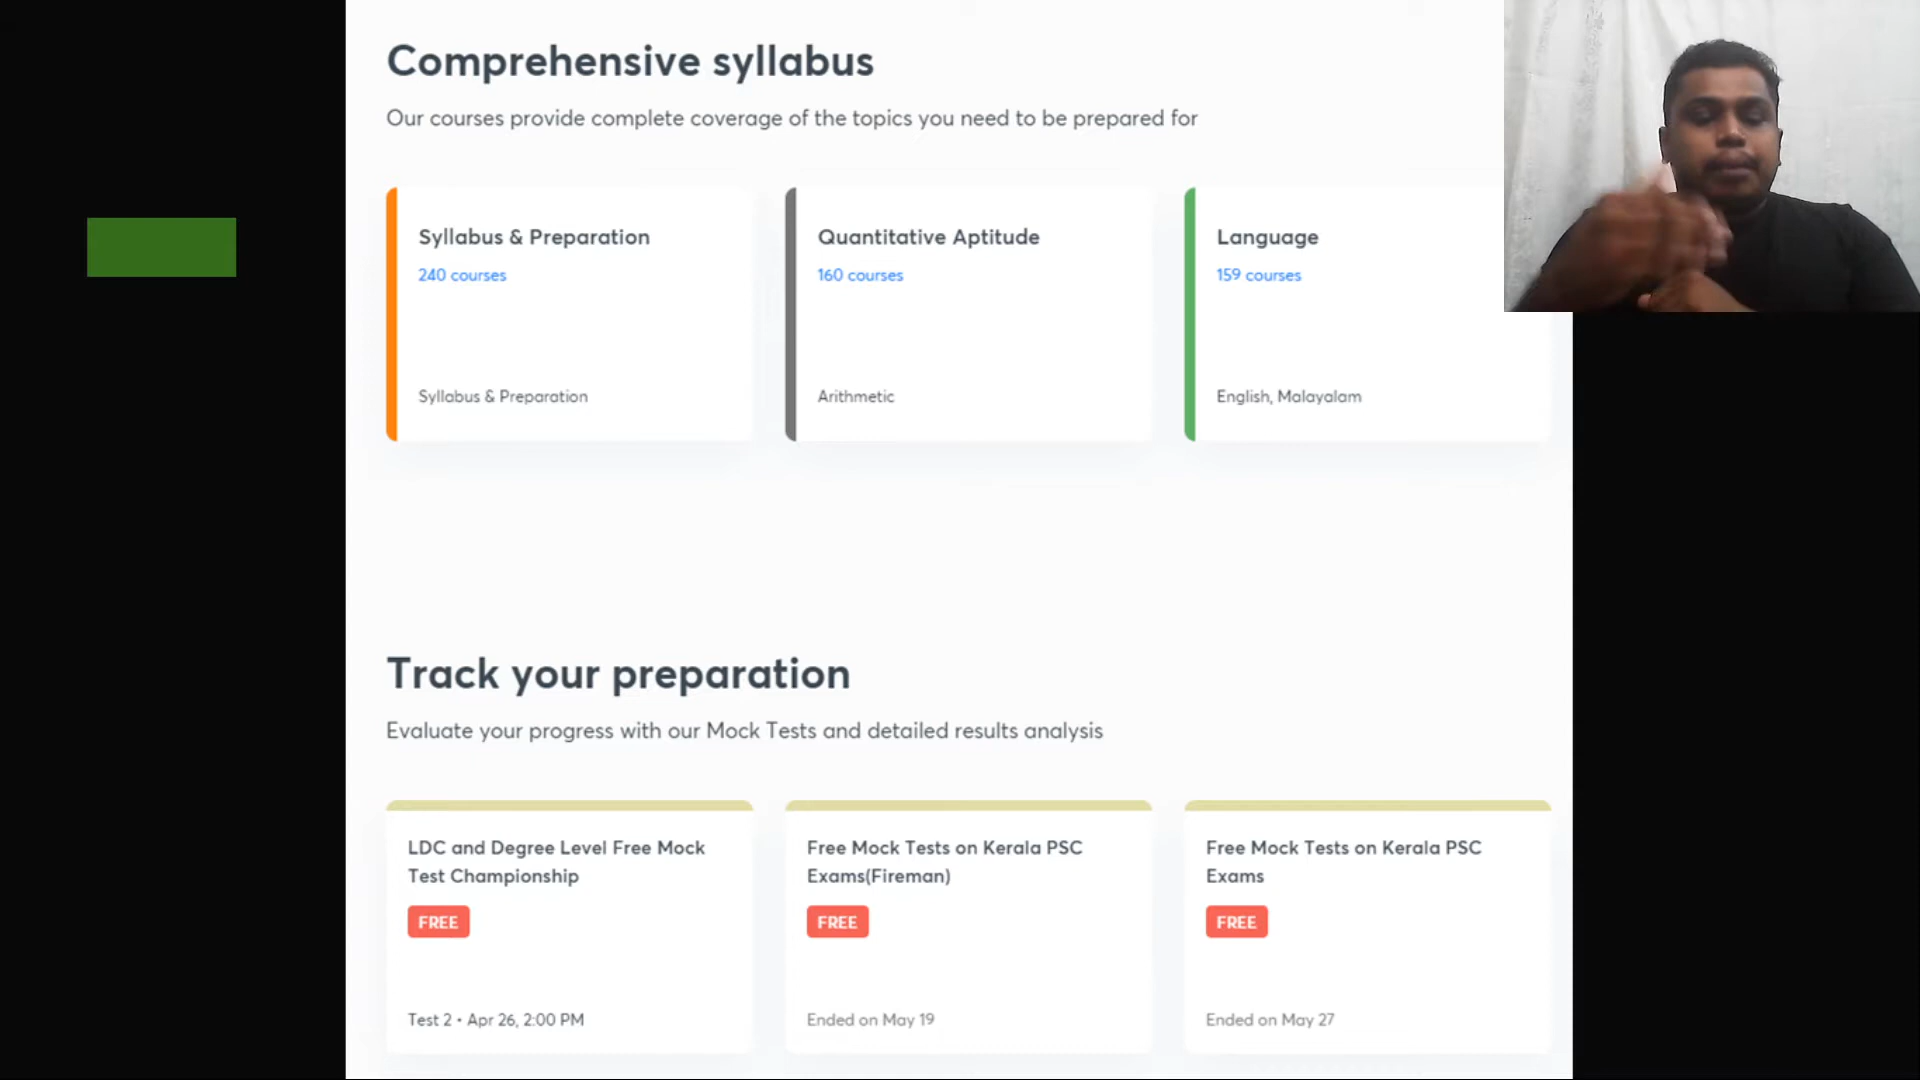 Comprehensive syllabus
Our courses provide complete coverage of the topics you need to be prepared for
Syllabus & Preparation
240 courses
Syllabus & Preparation
Quantitative Aptitude
160 courses
Arithmetic
Language
159 courses
English, Malayalam
Track your preparation
Evaluate your progress with our Mock Tests and detailed results analysis
LDC and Degree Level Free Mock
Test Championship
FREE
Test 2 • Apr 26, 2:00 PM
Free Mock Tests on Kerala PSC
Exams(Fireman)
FREE
Ended on May 19
Free Mock Tests on Kerala PSC
Exams
FREE
Ended on May 27